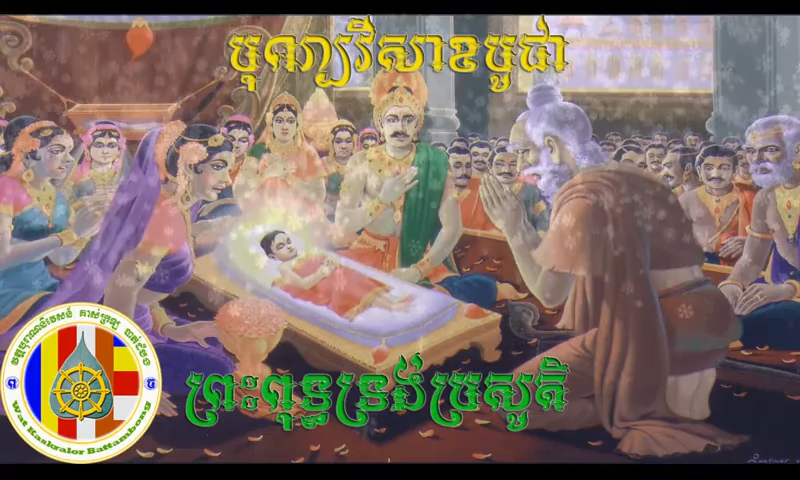 បុណ្យវិសាខបូជា
ព្រះពុទ្ធទ្រង់ប្រសូតិ
Wat Kaskralor Battambong